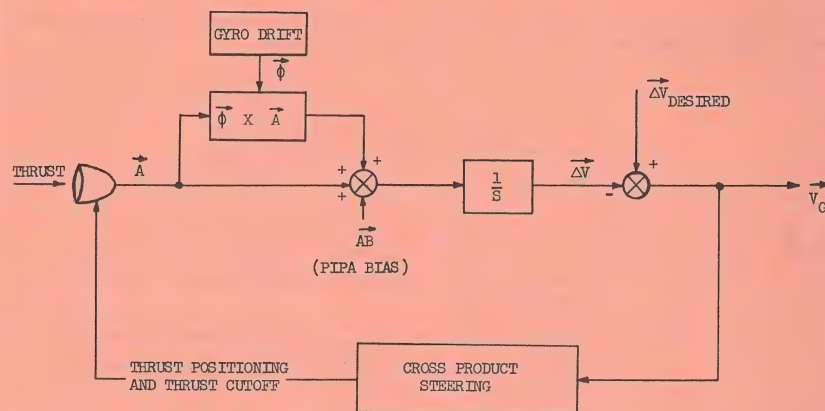 GYRO DRIFT
ϕ
ϕ X A
ΔV DESIRED
THRUST
A
+
+
+
1
S
ΔV
+
-
V G
AB
(PIPA BIAS)
THRUST POSITIONING
AND THRUST CUTOFF
CROSS PRODUCT
STEERING